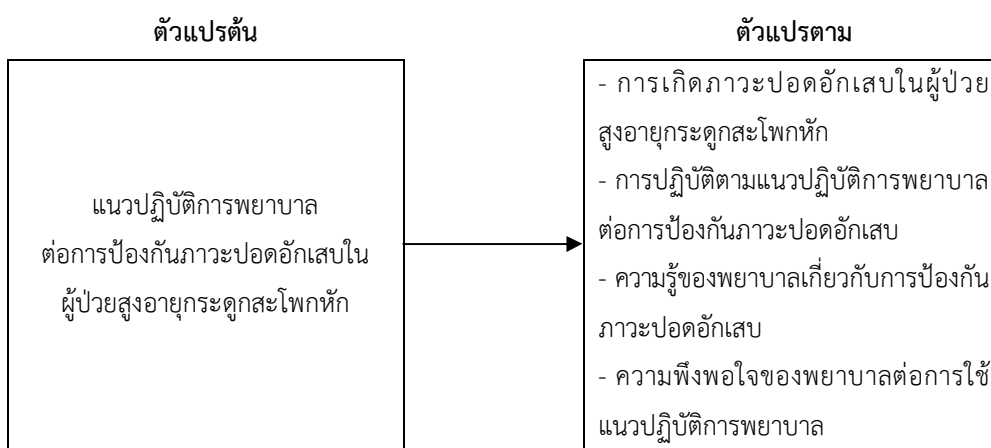 ตัวแปรต้น
แนวปฏิบัติการพยาบาล
ต่อการป้องกันภาวะปอดอักเสบใน
ผู้ป่วยสูงอายุกระดูกสะโพกหัก
ตัวแปรตาม
- การเกิดภาวะปอดอักเสบในผู้ป่วย
สูงอายุกระดูกสะโพกหัก
- การปฏิบัติตามแนวปฏิบัติการพยาบาล
ต่อการป้องกันภาวะปอดอักเสบ
- ความรู้ของพยาบาลเกี่ยวกับการป้องกัน
ภาวะปอดอักเสบ
- ความพึงพอใจของพยาบาลต่อการใช้
แนวปฏิบัติการพยาบาล